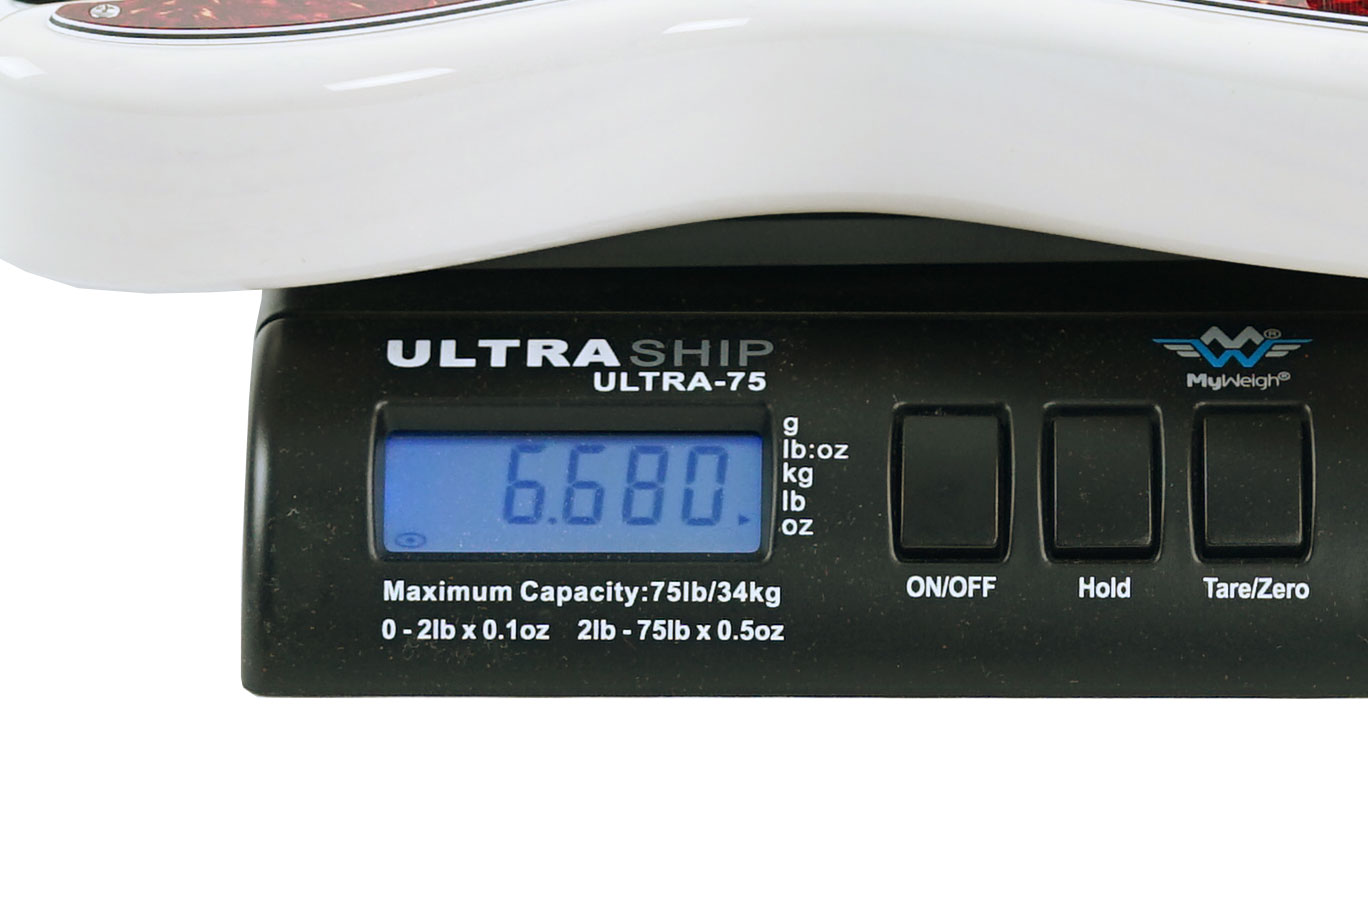 ULTRASHIP
ULTRA-75
MyWeigh®
g
lb:oz
kg
lb
oz
6.680
ON/OFF
Hold
Tare/Zero
Maximum Capacity:75lb/34kg
0 - 2lb x 0.1oz 2lb - 75lb x 0.5oz